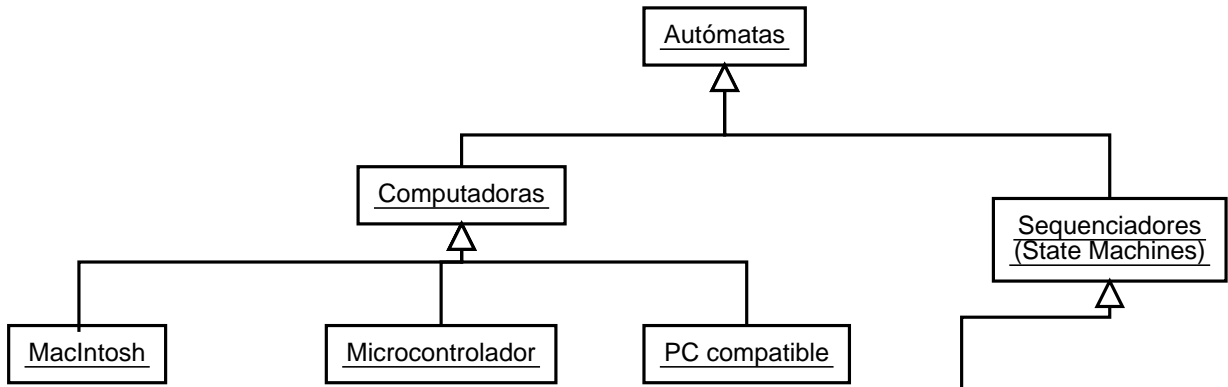 Autómatas
Computadoras
Sequenciadores
(State Machines)
MacIntosh
Microcontrolador
PC compatible